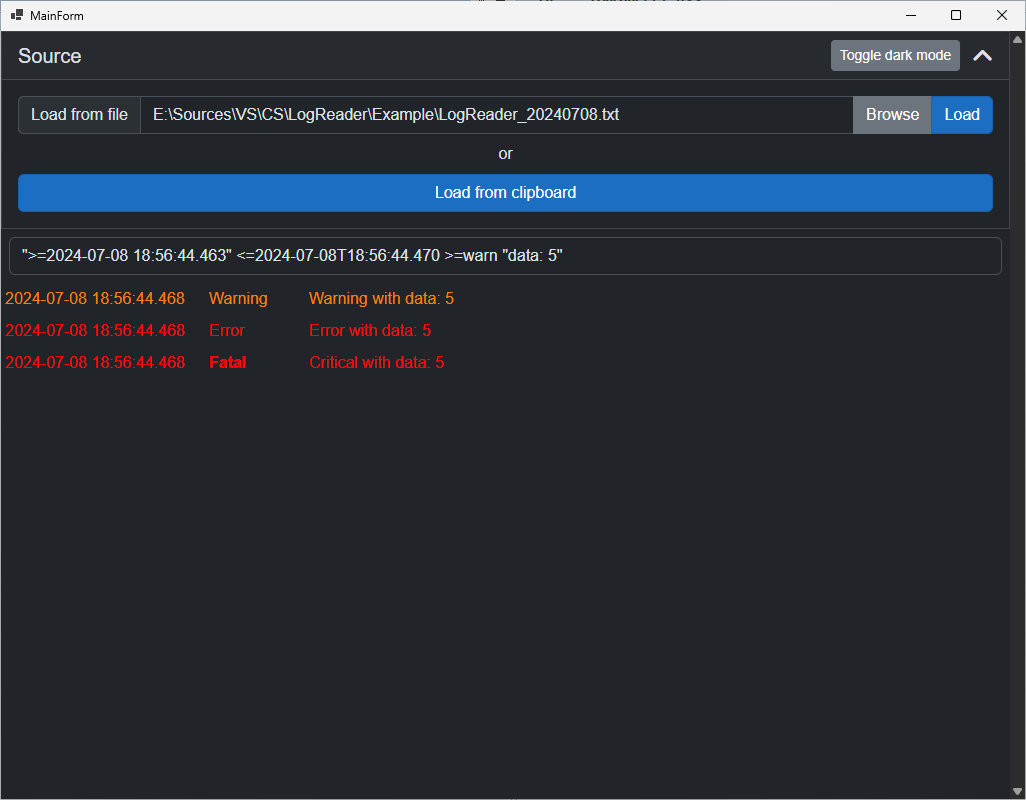 MainForm
Source Toggle dark mode
Load from file E:\Sources\VS\CS\LogReader\Example\LogReader_20240708.txt Browse Load
or
Load from clipboard
">=2024-07-08 18:56:44.463" <=2024-07-08T18:56:44.470 >=warn "data: 5"
2024-07-08 18:56:44.468 Warning Warning with data: 5
2024-07-08 18:56:44.468 Error Error with data: 5
2024-07-08 18:56:44.468 Fatal Critical with data: 5